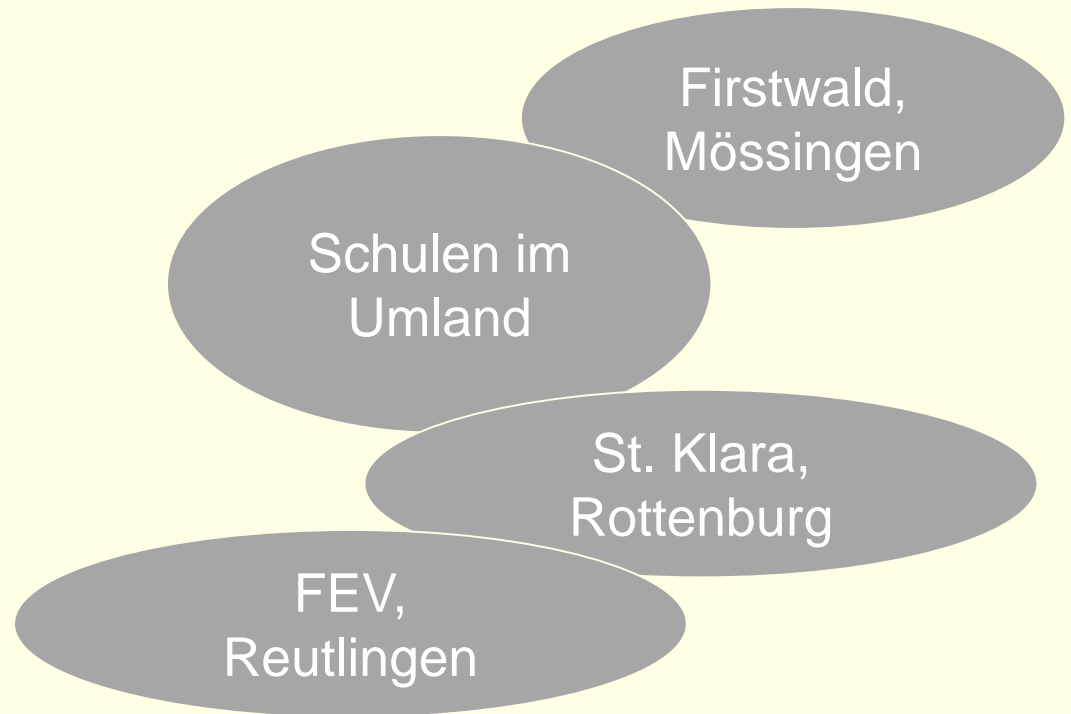 Firstwald,
Mössingen
Schulen im
Umland
St. Klara,
Rottenburg
FEV,
Reutlingen